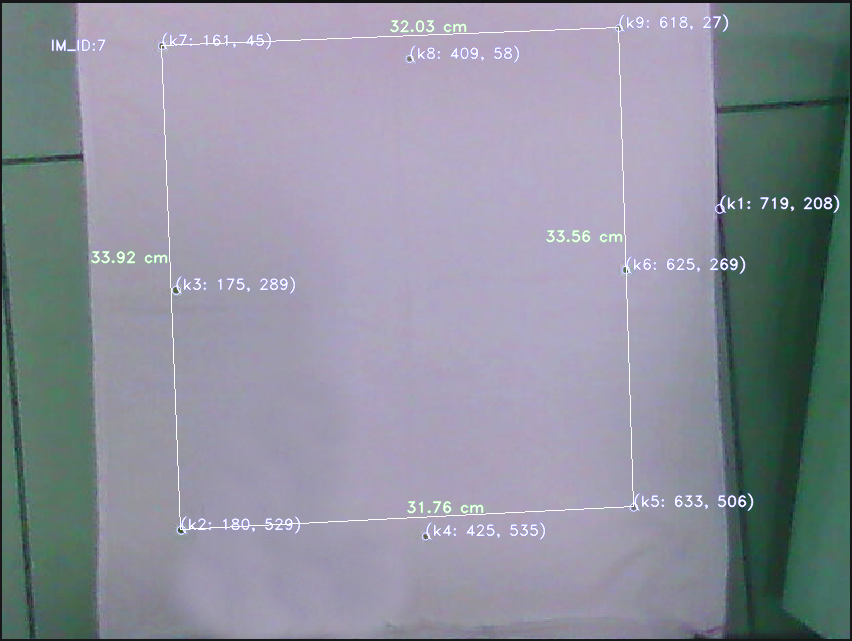 32.03 cm
(k9: 618, 27)
IM_ID:7
(k7: 161, 45)
(k8: 409, 58)
(k1: 719, 208)
33.56 cm
33.92 cm
(k6: 625, 269)
(k3: 175, 289)
31.76 cm
(k5: 633, 506)
(k2: 180, 529)
(k4: 425, 535)